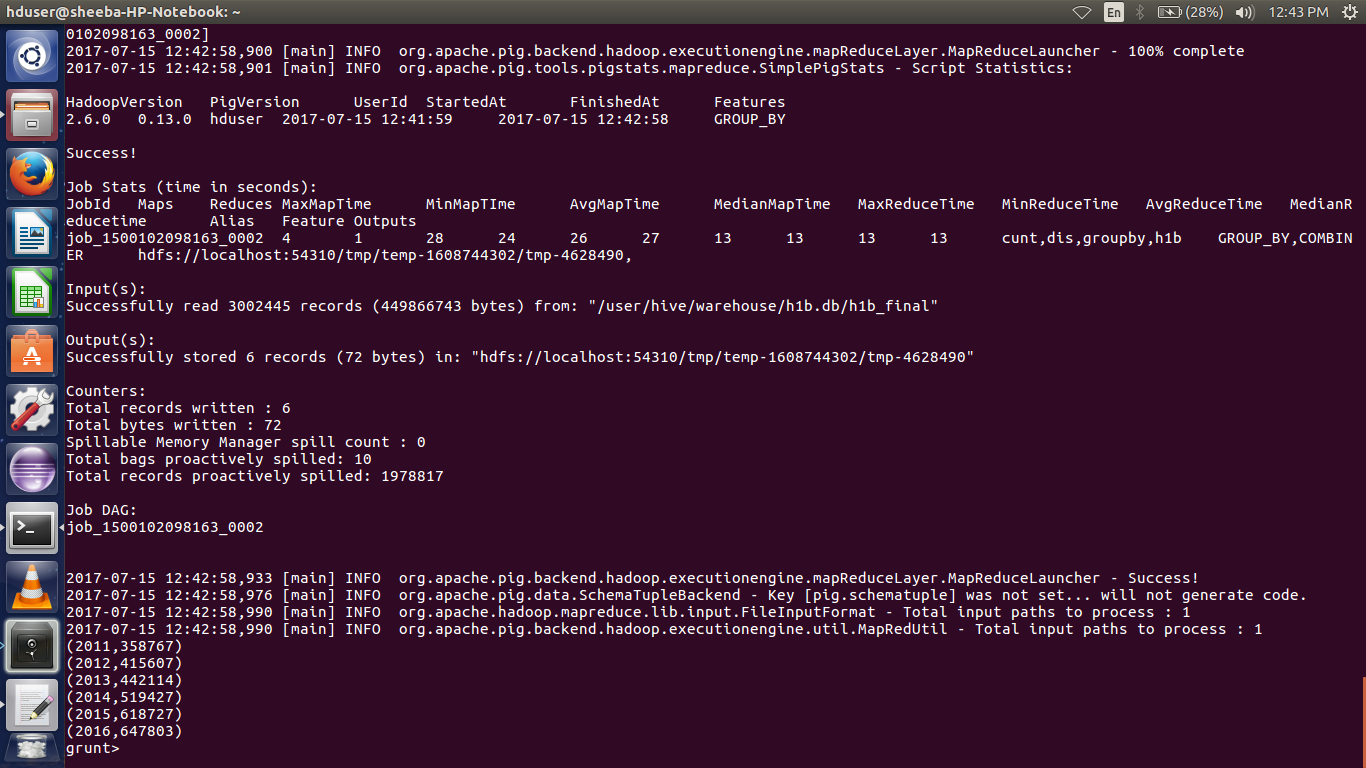 hduser@sheeba-HP-Notebook: ~
En (28%) 12:43 PM
0102098163_0002]
2017-07-15 12:42:58,900 [main] INFO  org.apache.pig.backend.hadoop.executionengine.mapReduceLayer.MapReduceLauncher - 100% complete
2017-07-15 12:42:58,901 [main] INFO  org.apache.pig.tools.pigstats.mapreduce.SimplePigStats - Script Statistics:
HadoopVersion PigVersion UserId StartedAt FinishedAt Features
2.6.0 0.13.0 hduser 2017-07-15 12:41:59 2017-07-15 12:42:58 GROUP_BY
Success!
Job Stats (time in seconds):
JobId Maps Reduces MaxMapTime MinMapTIme AvgMapTime MedianMapTime MaxReduceTime MinReduceTime AvgReduceTime MedianR
educetime Alias Feature Outputs
job_1500102098163_0002 4 1 28 24 26 27 13 13 13 13 cunt,dis,groupby,h1b GROUP_BY,COMBIN
ER hdfs://localhost:54310/tmp/temp-1608744302/tmp-4628490,
Input(s):
Successfully read 3002445 records (449866743 bytes) from: "/user/hive/warehouse/h1b.db/h1b_final"
Output(s):
Successfully stored 6 records (72 bytes) in: "hdfs://localhost:54310/tmp/temp-1608744302/tmp-4628490"
Counters:
Total records written : 6
Total bytes written : 72
Spillable Memory Manager spill count : 0
Total bags proactively spilled: 10
Total records proactively spilled: 1978817
Job DAG:
job_1500102098163_0002
2017-07-15 12:42:58,933 [main] INFO  org.apache.pig.backend.hadoop.executionengine.mapReduceLayer.MapReduceLauncher - Success!
2017-07-15 12:42:58,976 [main] INFO  org.apache.pig.data.SchemaTupleBackend - Key [pig.schematuple] was not set... will not generate code.
2017-07-15 12:42:58,990 [main] INFO  org.apache.hadoop.mapreduce.lib.input.FileInputFormat - Total input paths to process : 1
2017-07-15 12:42:58,990 [main] INFO  org.apache.pig.backend.hadoop.executionengine.util.MapRedUtil - Total input paths to process : 1
(2011,358767)
(2012,415607)
(2013,442114)
(2014,519427)
(2015,618727)
(2016,647803)
grunt>